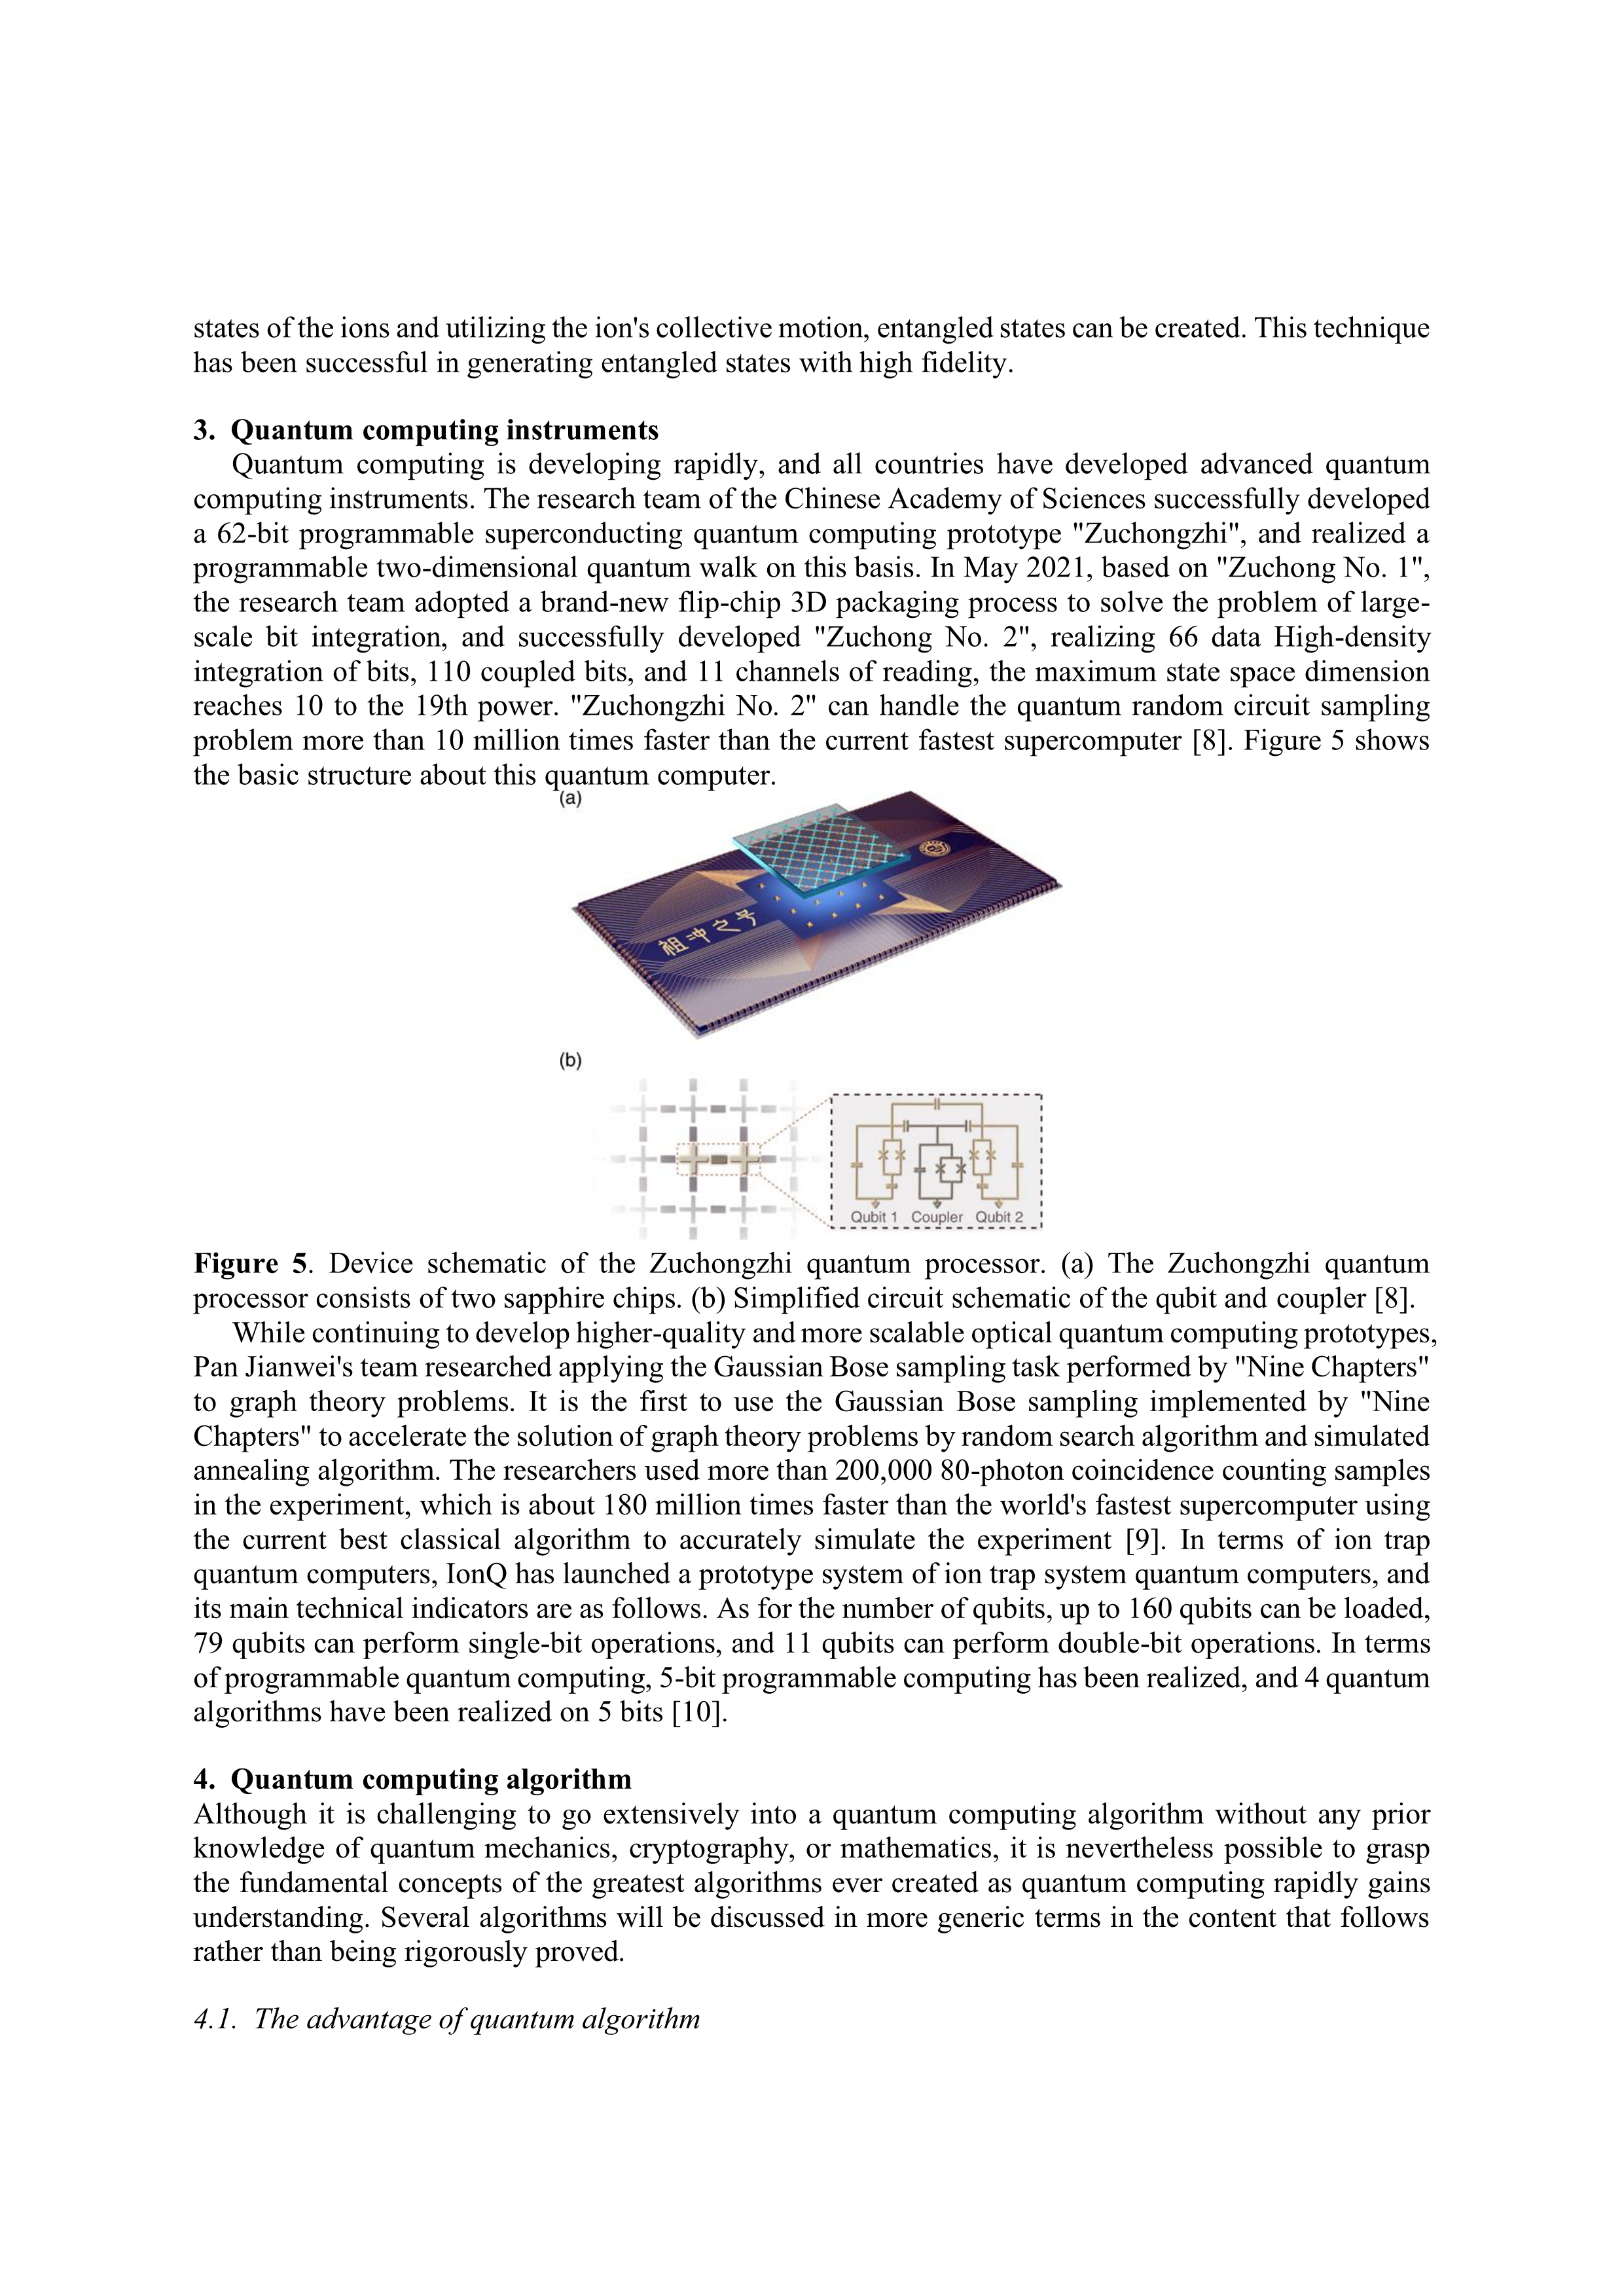 states of the ions and utilizing the ion's collective motion, entangled states can be created. This technique
has been successful in generating entangled states with high fidelity.
3. Quantum computing instruments
Quantum computing is developing rapidly, and all countries have developed advanced quantum
computing instruments. The research team of the Chinese Academy of Sciences successfully developed
a 62-bit programmable superconducting quantum computing prototype "Zuchongzhi", and realized a
programmable two-dimensional quantum walk on this basis. In May 2021, based on "Zuchong No. 1",
the research team adopted a brand-new flip-chip 3D packaging process to solve the problem of large-
scale bit integration, and successfully developed "Zuchong No. 2", realizing 66 data High-density
integration of bits, 110 coupled bits, and 11 channels of reading, the maximum state space dimension
reaches 10 to the 19th power. "Zuchongzhi No. 2" can handle the quantum random circuit sampling
problem more than 10 million times faster than the current fastest supercomputer [8]. Figure 5 shows
the basic structure about this quantum computer.
(a)
祖冲之号
(b)
Qubit 1 Coupler Qubit 2
Figure 5. Device schematic of the Zuchongzhi quantum processor. (a) The Zuchongzhi quantum
processor consists of two sapphire chips. (b) Simplified circuit schematic of the qubit and coupler [8].
While continuing to develop higher-quality and more scalable optical quantum computing prototypes,
Pan Jianwei's team researched applying the Gaussian Bose sampling task performed by "Nine Chapters"
to graph theory problems. It is the first to use the Gaussian Bose sampling implemented by "Nine
Chapters" to accelerate the solution of graph theory problems by random search algorithm and simulated
annealing algorithm. The researchers used more than 200,000 80-photon coincidence counting samples
in the experiment, which is about 180 million times faster than the world's fastest supercomputer using
the current best classical algorithm to accurately simulate the experiment [9]. In terms of ion trap
quantum computers, IonQ has launched a prototype system of ion trap system quantum computers, and
its main technical indicators are as follows. As for the number of qubits, up to 160 qubits can be loaded,
79 qubits can perform single-bit operations, and 11 qubits can perform double-bit operations. In terms
of programmable quantum computing, 5-bit programmable computing has been realized, and 4 quantum
algorithms have been realized on 5 bits [10].
4. Quantum computing algorithm
Although it is challenging to go extensively into a quantum computing algorithm without any prior
knowledge of quantum mechanics, cryptography, or mathematics, it is nevertheless possible to grasp
the fundamental concepts of the greatest algorithms ever created as quantum computing rapidly gains
understanding. Several algorithms will be discussed in more generic terms in the content that follows
rather than being rigorously proved.
4.1. The advantage of quantum algorithm